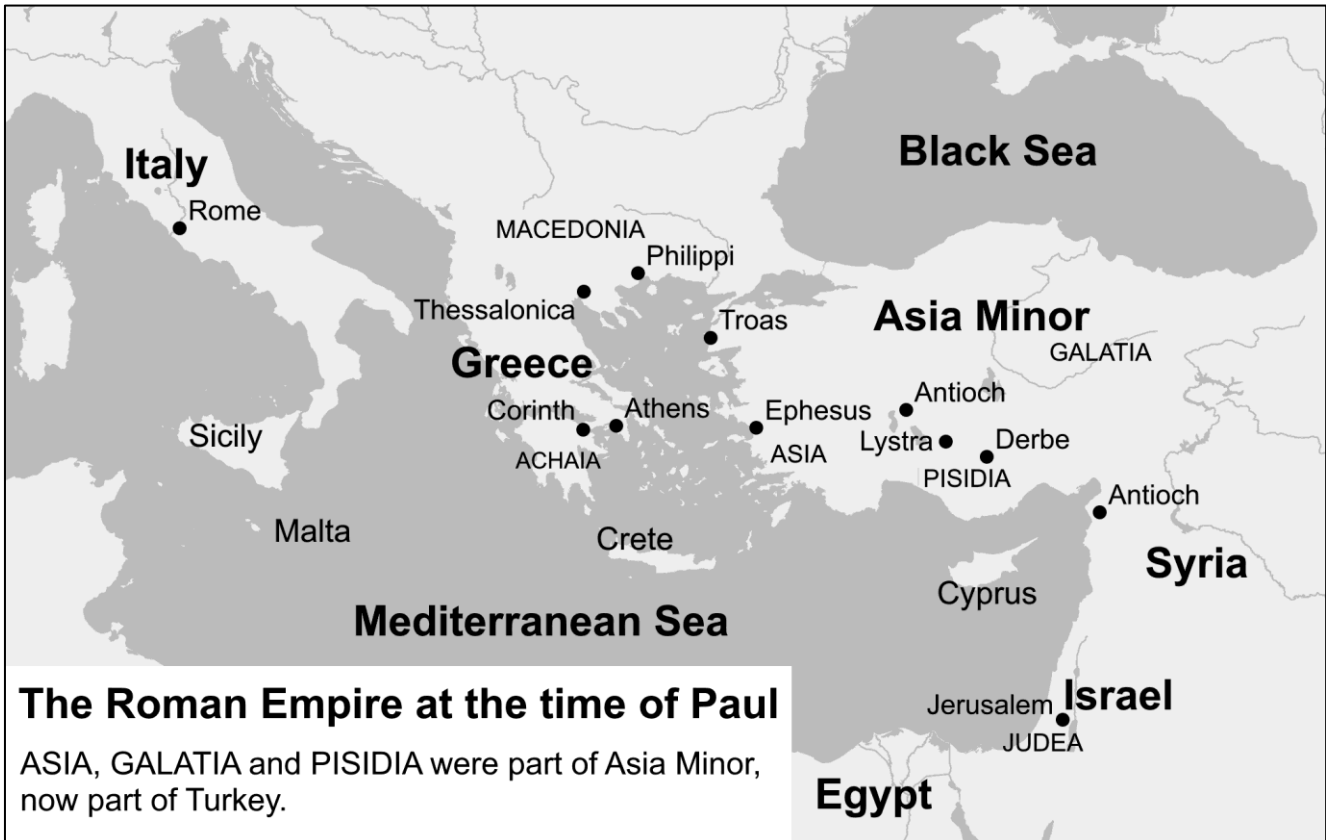 Black Sea
Italy
Rome
MACEDONIA
Philippi
Thessalonica
Troas
Asia Minor
GALATIA
Greece
Antioch
Corinth
Athens
Ephesus
Sicily
Lystra
Derbe
ACHAIA
ASIA
PISIDIA
Antioch
Malta
Crete
Syria
Cyprus
Mediterranean Sea
The Roman Empire at the time of Paul
ASIA, GALATIA and PISIDIA were part of Asia Minor,
now part of Turkey.
Jerusalem
Israel
JUDEA
Egypt